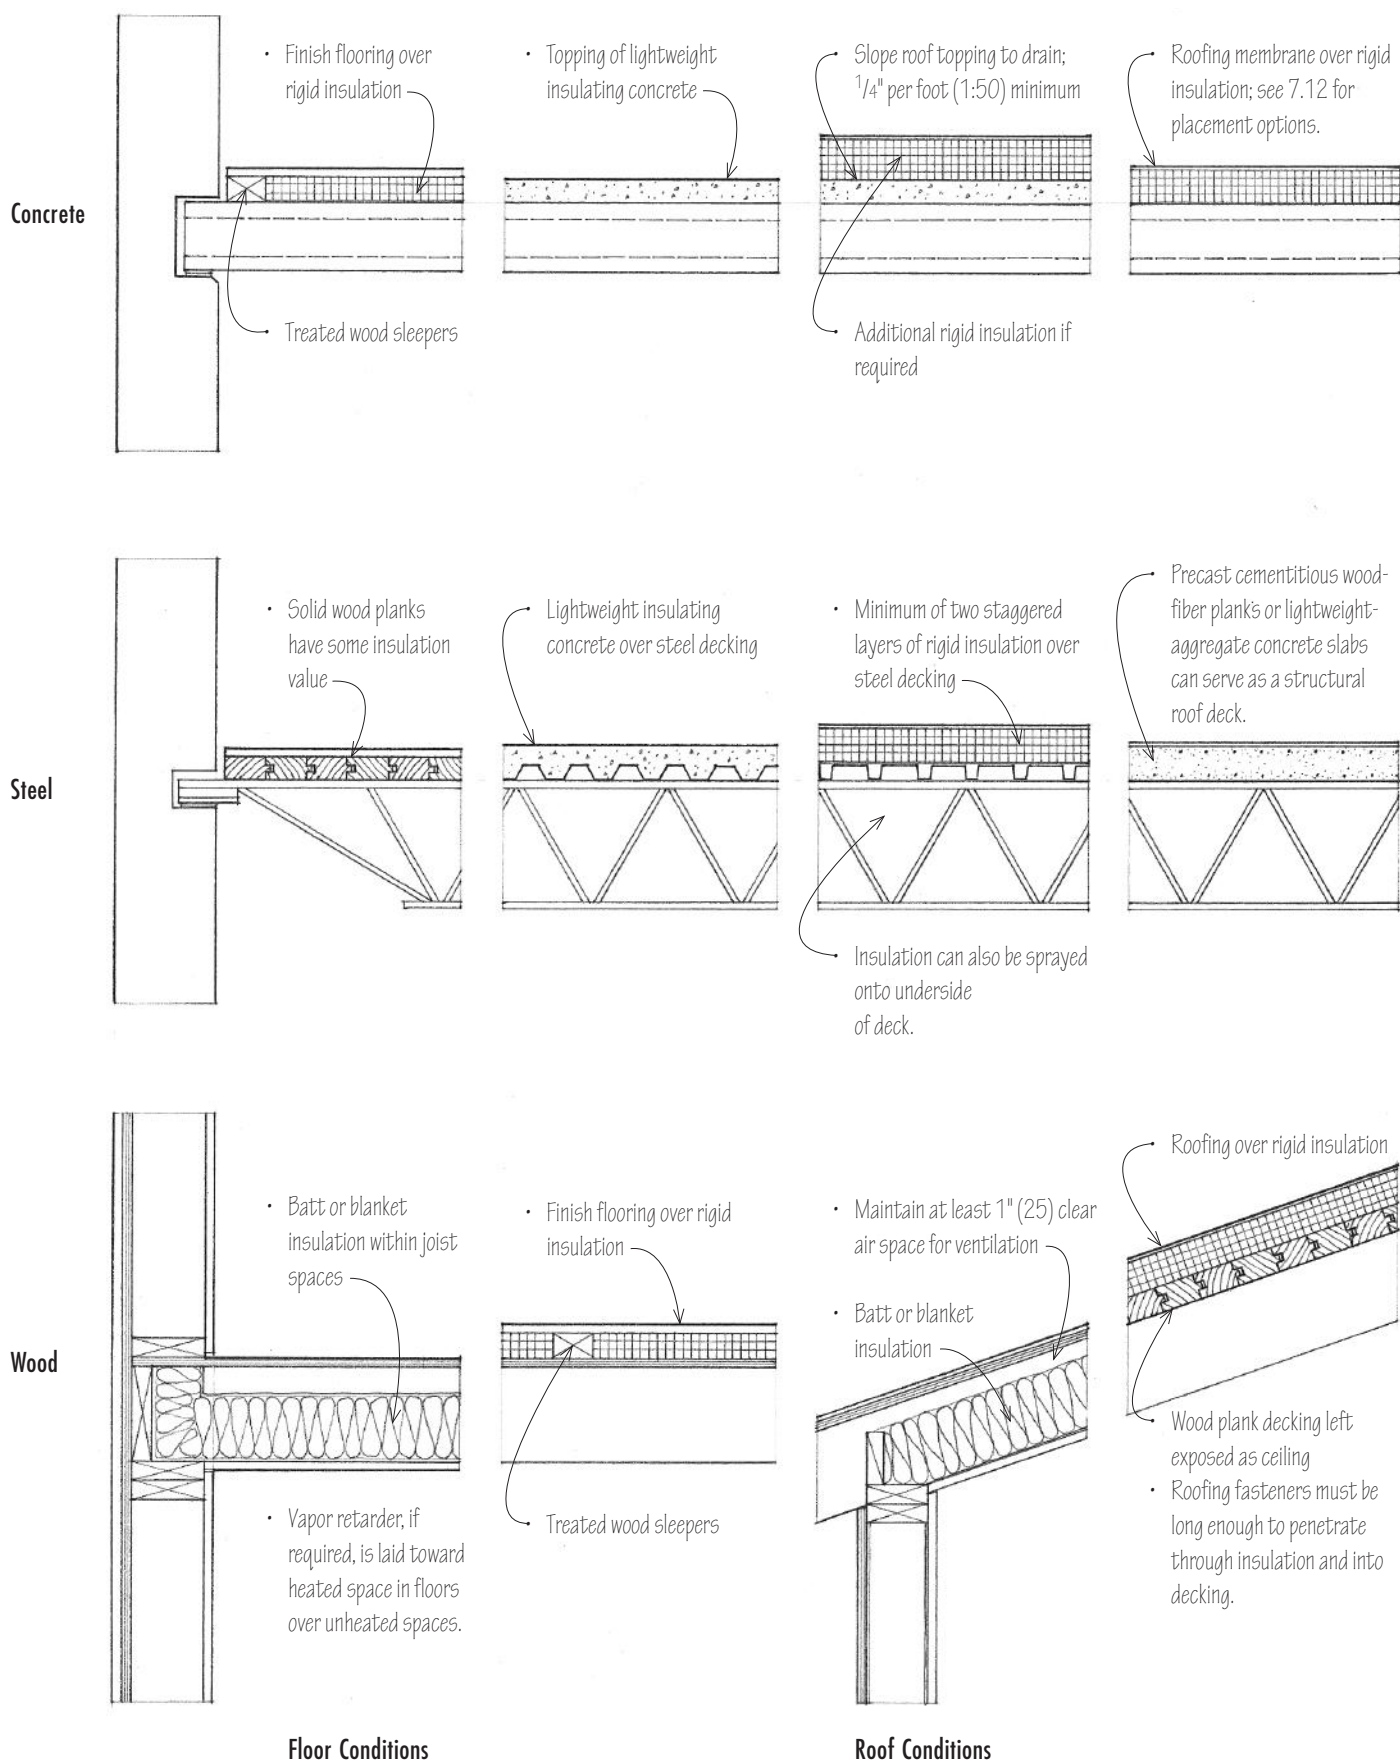 • Finish flooring over
rigid insulation
• Topping of lightweight
insulating concrete
• Slope roof topping to drain;
1/4" per foot (1:50) minimum
• Roofing membrane over rigid
insulation; see 7.12 for
placement options.
Concrete
• Treated wood sleepers
• Additional rigid insulation if
required
• Solid wood planks
have some insulation
value
• Lightweight insulating
concrete over steel decking
• Minimum of two staggered
layers of rigid insulation over
steel decking
• Precast cementitious wood-
fiber planks or lightweight-
aggregate concrete slabs
can serve as a structural
roof deck.
Steel
• Insulation can also be sprayed
onto underside
of deck.
• Batt or blanket
insulation within joist
spaces
• Finish flooring over rigid
insulation
• Maintain at least 1" (25) clear
air space for ventilation
• Batt or blanket
insulation
• Roofing over rigid insulation
Wood
• Vapor retarder, if
required, is laid toward
heated space in floors
over unheated spaces.
• Treated wood sleepers
• Wood plank decking left
exposed as ceiling
• Roofing fasteners must be
long enough to penetrate
through insulation and into
decking.
Floor Conditions
Roof Conditions